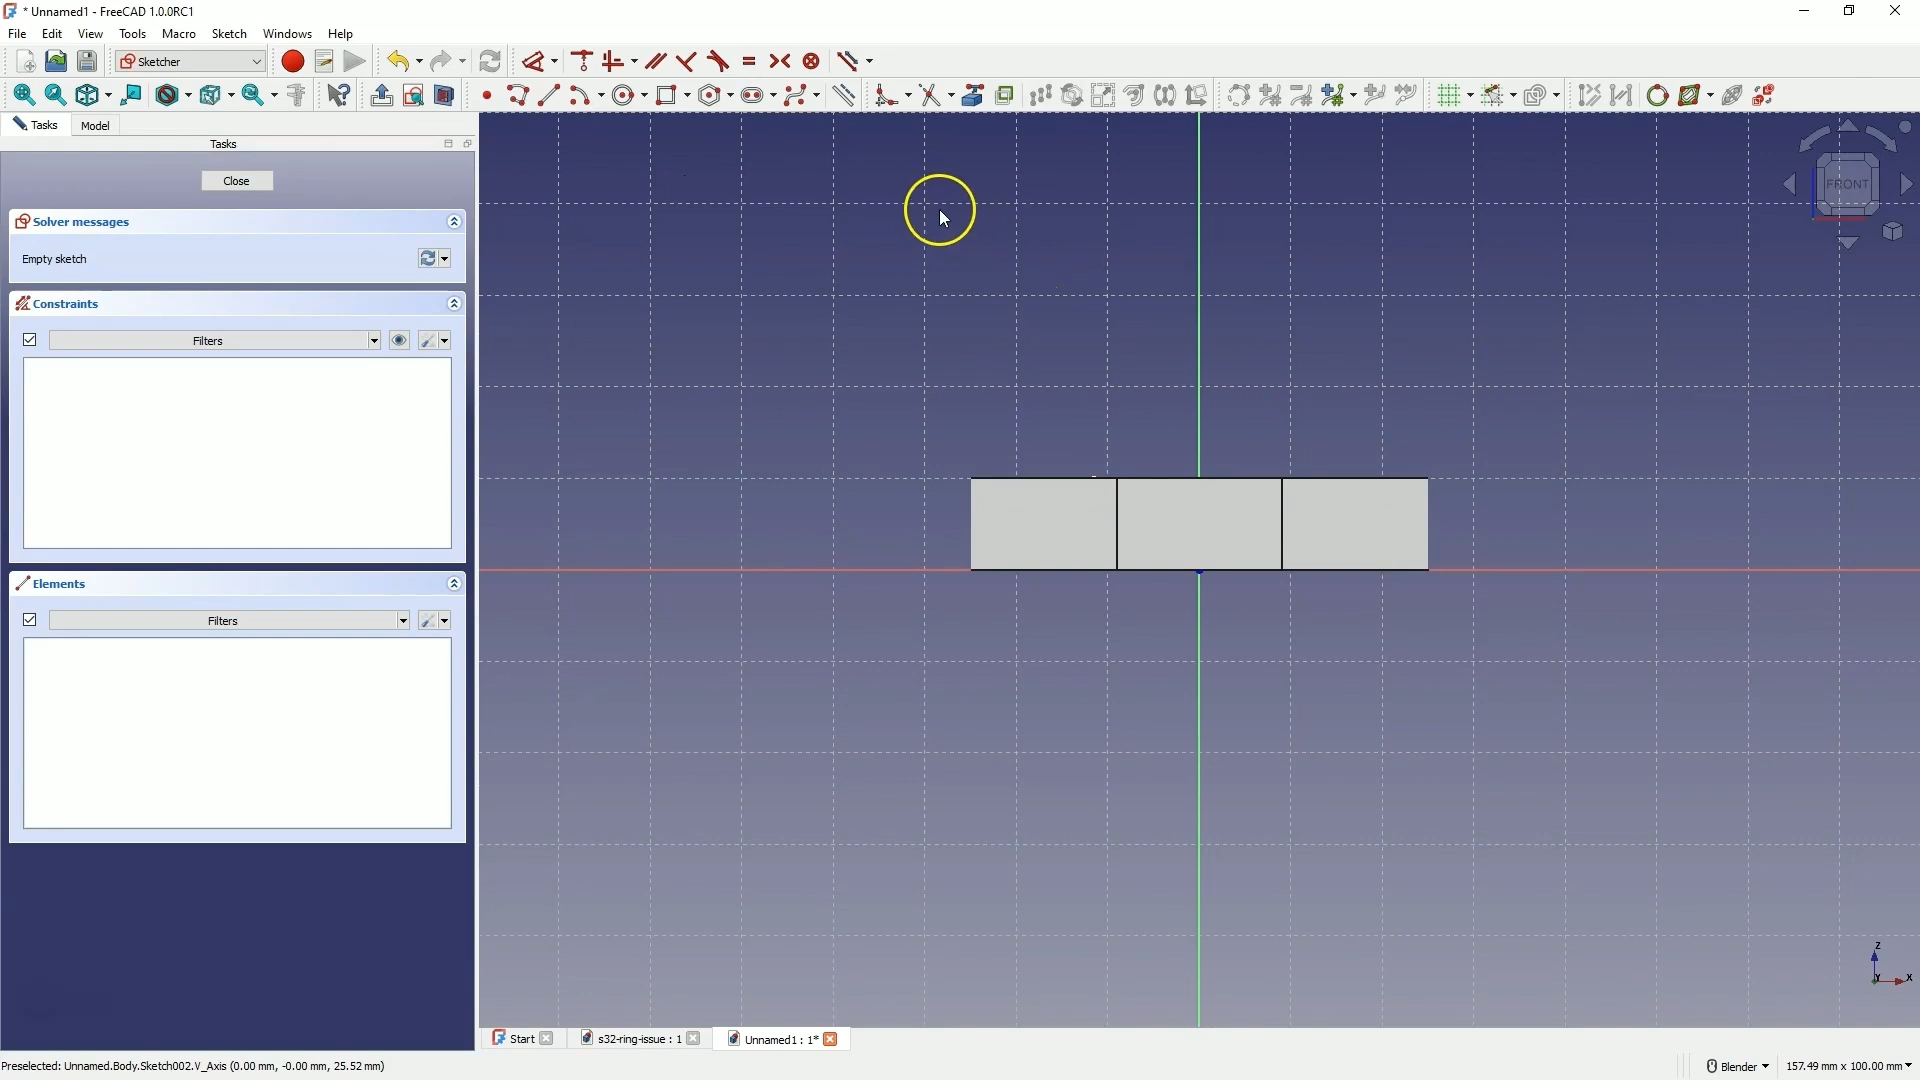 * Unnamed1 - FreeCAD 1.0.0RC1
File Edit View Tools Macro Sketch Windows Help
Sketcher
Tasks Model
Tasks
Close
Solver messages
Empty sketch
Constraints
Filters
Elements
Filters
FRONT
Z
Y X
Start s32-ring-issue : 1 Unnamed1 : 1*
Preselected: Unnamed.Body.Sketch002.V_Axis (0.00 mm, -0.00 mm, 25.52 mm) Blender 157.49 mm x 100.00 mm